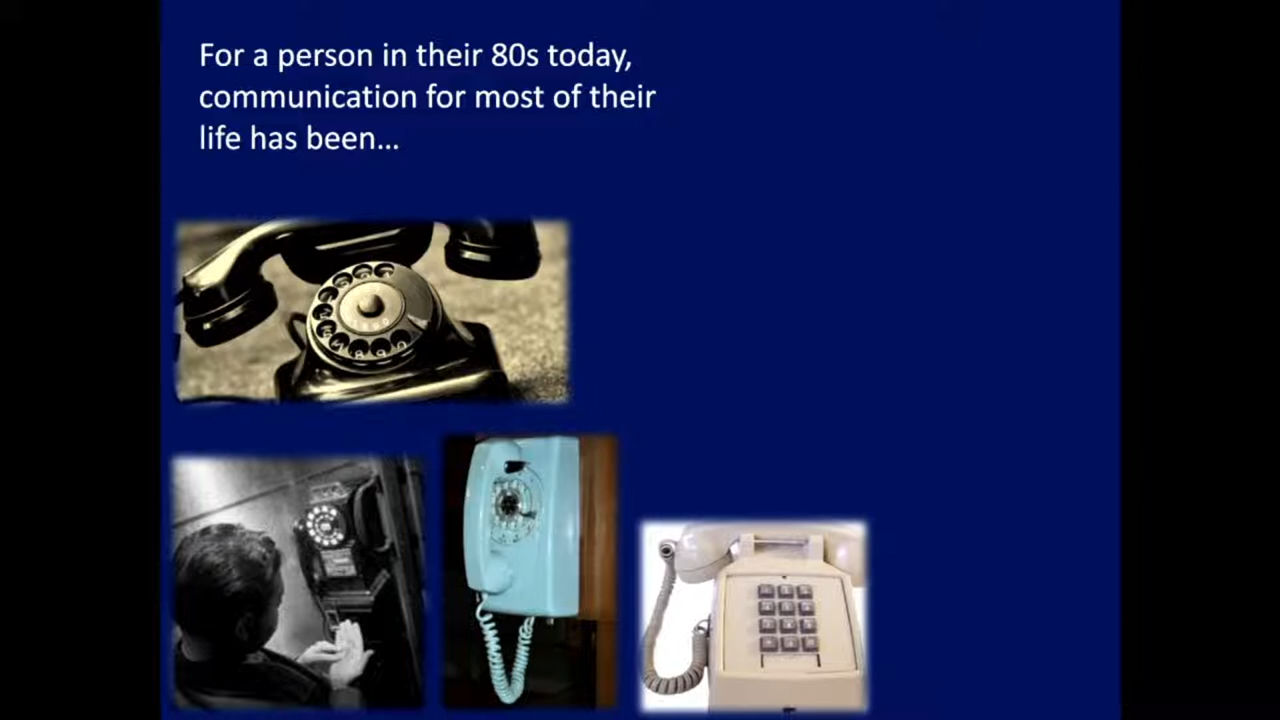 For a person in their 80s today,
communication for most of their
life has been...